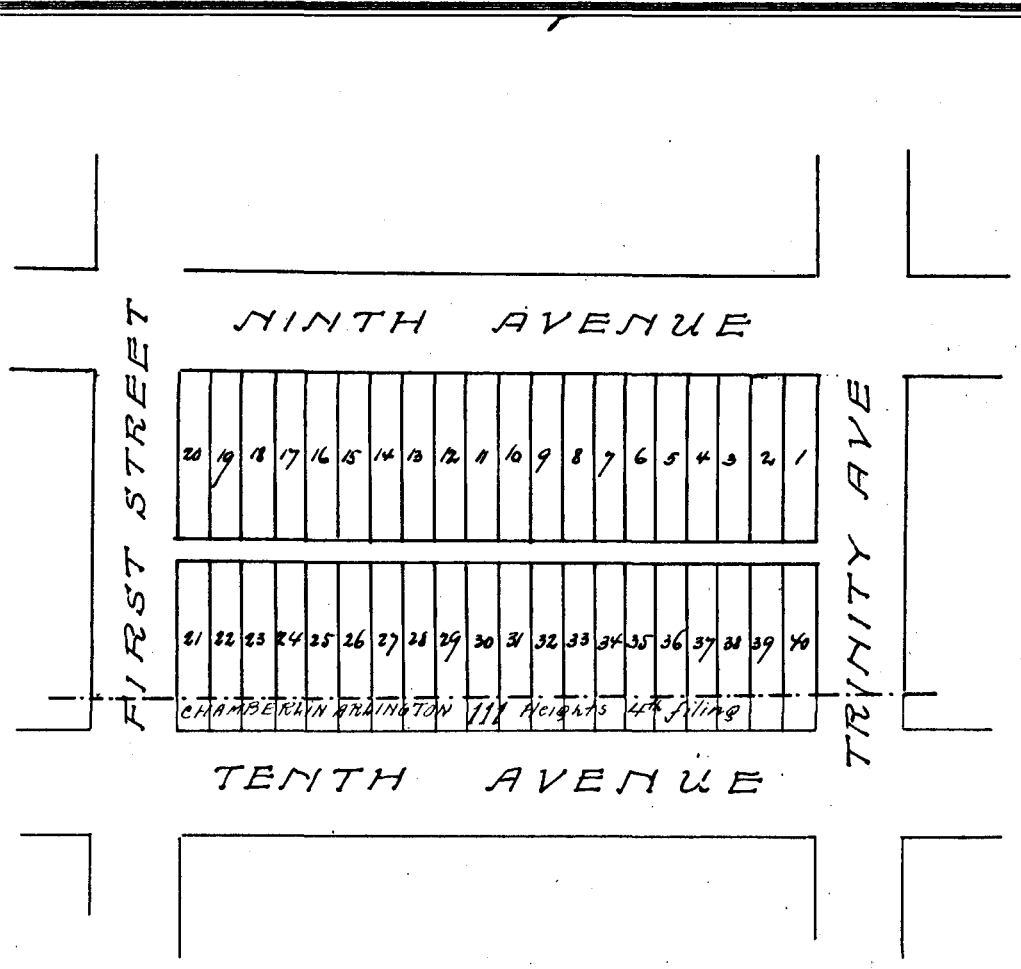 NINTH AVENUE
FIRST STREET
TRINITY AVE
20 19 18 17 16 15 14 13 12 11 10 9 8 7 6 5 4 3 2 1
21 22 23 24 25 26 27 28 29 30 31 32 33 34 35 36 37 38 39 40
CHAMBERLIN ARLINGTON 111 Heights 4th filing
TENTH AVENUE